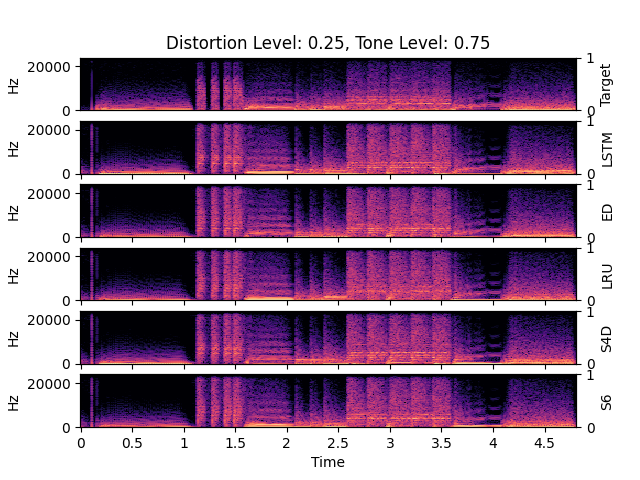 Distortion Level: 0.25, Tone Level: 0.75
Hz 20000 0 1 0 Target
Hz 20000 0 1 0 LSTM
Hz 20000 0 1 0 ED
Hz 20000 0 1 0 LRU
Hz 20000 0 1 0 S4D
Hz 20000 0 1 0 S6
0 0.5 1 1.5 2 2.5 3 3.5 4 4.5
Time